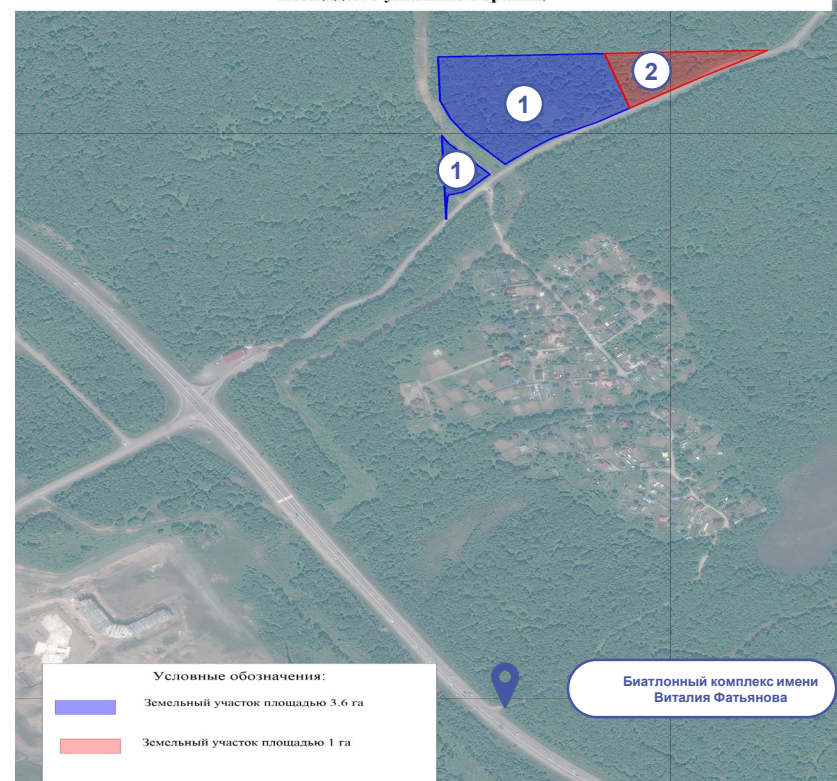 1
2
1
Условные обозначения:
Земельный участок площадью 3.6 га
Земельный участок площадью 1 га
Биатлонный комплекс имени
Виталия Фатьянова